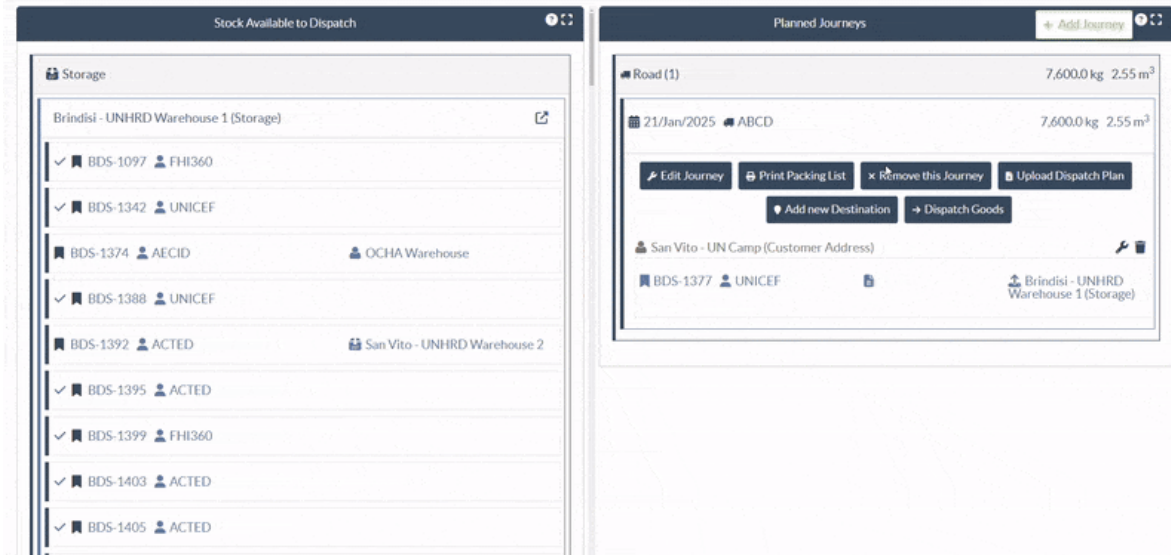 Stock Available to Dispatch
Storage
Brindisi - UNHRD Warehouse 1 (Storage)
BDS-1097 FHI360
BDS-1342 UNICEF
BDS-1374 AECID OCHA Warehouse
BDS-1388 UNICEF
BDS-1392 ACTED San Vito - UNHRD Warehouse 2
BDS-1395 ACTED
BDS-1399 FHI360
BDS-1403 ACTED
BDS-1405 ACTED
Planned Journeys
+ Add Journey
Road (1) 7,600.0 kg 2.55 m³
21/Jan/2025 ABCD 7,600.0 kg 2.55 m³
Edit Journey Print Packing List × Remove this Journey Upload Dispatch Plan
Add new Destination → Dispatch Goods
San Vito - UN Camp (Customer Address)
BDS-1377 UNICEF Brindisi - UNHRD
Warehouse 1 (Storage)